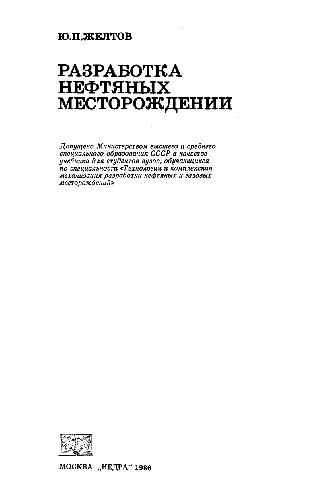 Ю.П.ЖЕЛТОВ
РАЗРАБОТКА
НЕФТЯНЫХ
МЕСТОРОЖДЕНИЙ
Допущено Министерством высшего и среднего
специального образования СССР в качестве
учебника для студентов вузов, обучающихся
по специальности «Технология и комплексная
механизация разработки нефтяных и газовых
месторождений»
МОСКВА „НЕДРА" 1986